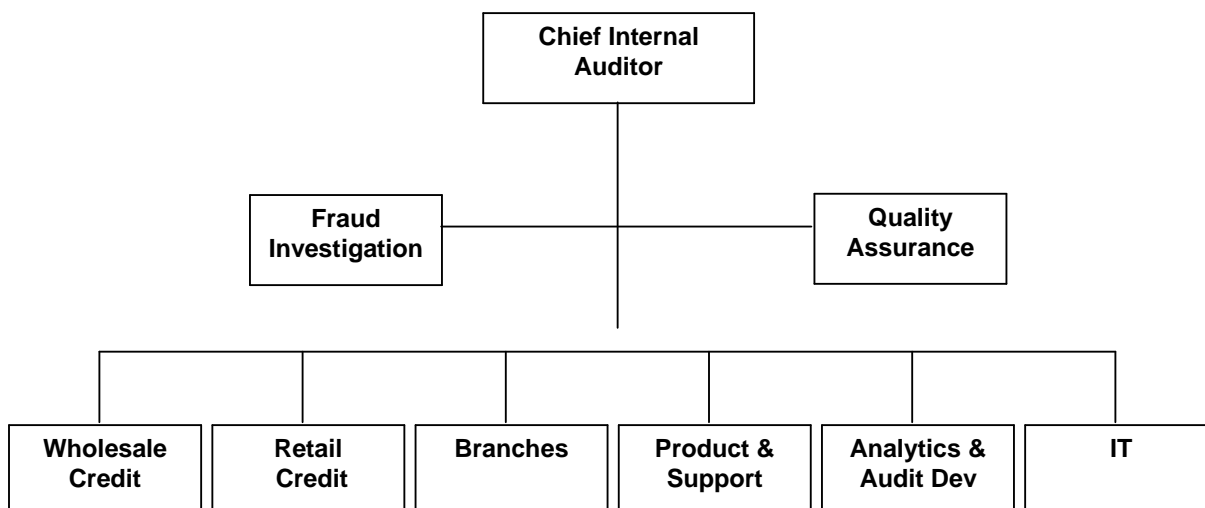 Chief Internal
Auditor
Fraud
Investigation
Quality
Assurance
Wholesale
Credit
Retail
Credit
Branches
Product &
Support
Analytics &
Audit Dev
IT